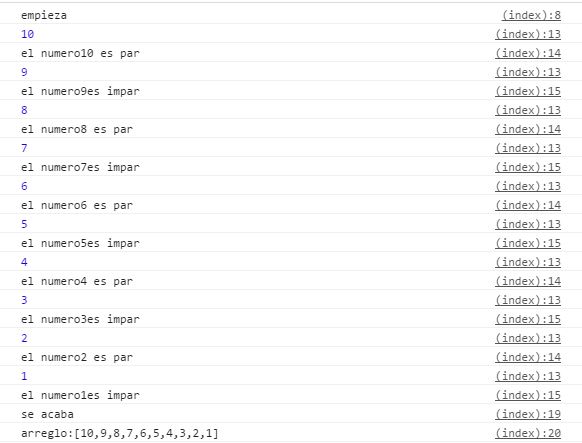 empieza (index):8
10 (index):13
el numero10 es par (index):14
9 (index):13
el numero9es impar (index):15
8 (index):13
el numero8 es par (index):14
7 (index):13
el numero7es impar (index):15
6 (index):13
el numero6 es par (index):14
5 (index):13
el numero5es impar (index):15
4 (index):13
el numero4 es par (index):14
3 (index):13
el numero3es impar (index):15
2 (index):13
el numero2 es par (index):14
1 (index):13
el numero1es impar (index):15
se acaba (index):19
arreglo:[10,9,8,7,6,5,4,3,2,1] (index):20